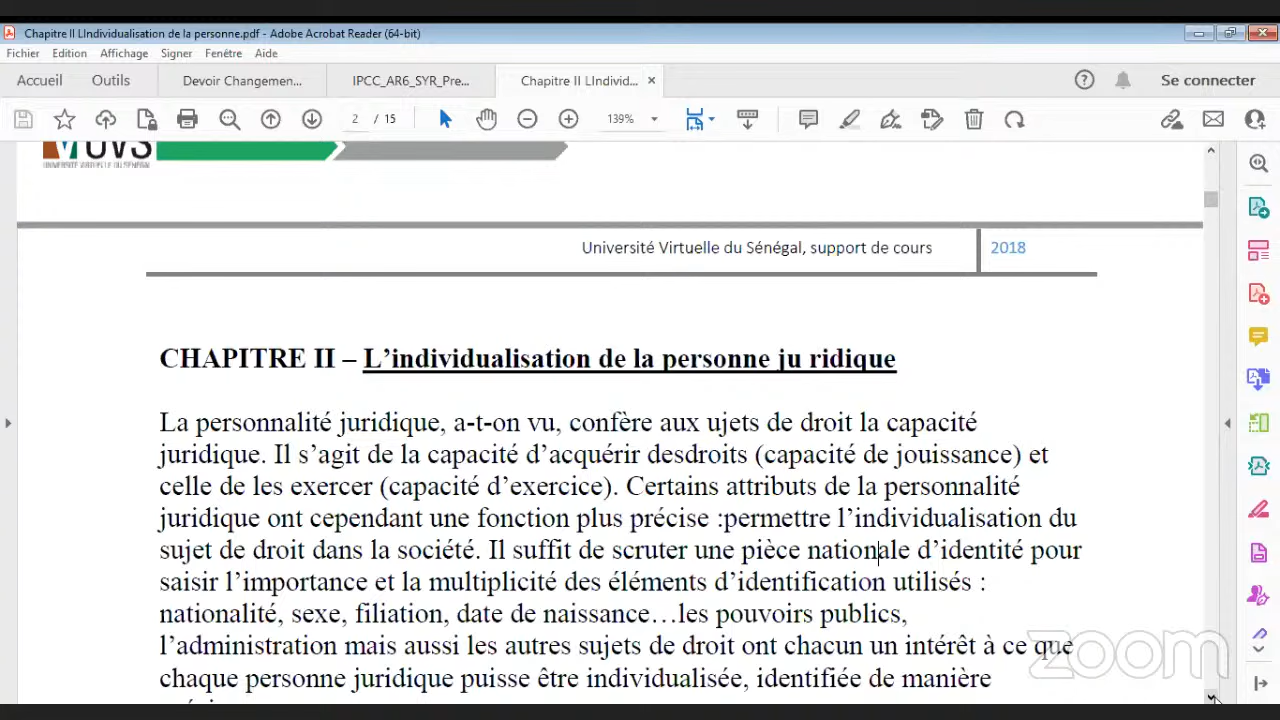 Chapitre II LIndividualisation de la personne.pdf - Adobe Acrobat Reader (64-bit)
Fichier Edition Affichage Signer Fenêtre Aide
Accueil Outils Devoir Changemen... IPCC_AR6_SYR_Pre... Chapitre II LIndivid... ×
? Se connecter
2 / 15 139%
UVS
UNIVERSITÉ VIRTUELLE DU SÉNÉGAL
Université Virtuelle du Sénégal, support de cours 2018
CHAPITRE II – L’individualisation de la personne ju ridique
La personnalité juridique, a-t-on vu, confère aux ujets de droit la capacité
juridique. Il s’agit de la capacité d’acquérir desdroits (capacité de jouissance) et
celle de les exercer (capacité d’exercice). Certains attributs de la personnalité
juridique ont cependant une fonction plus précise :permettre l’individualisation du
sujet de droit dans la société. Il suffit de scruter une pièce nationale d’identité pour
saisir l’importance et la multiplicité des éléments d’identification utilisés :
nationalité, sexe, filiation, date de naissance…les pouvoirs publics,
l’administration mais aussi les autres sujets de droit ont chacun un intérêt à ce que
chaque personne juridique puisse être individualisée, identifiée de manière
zoom